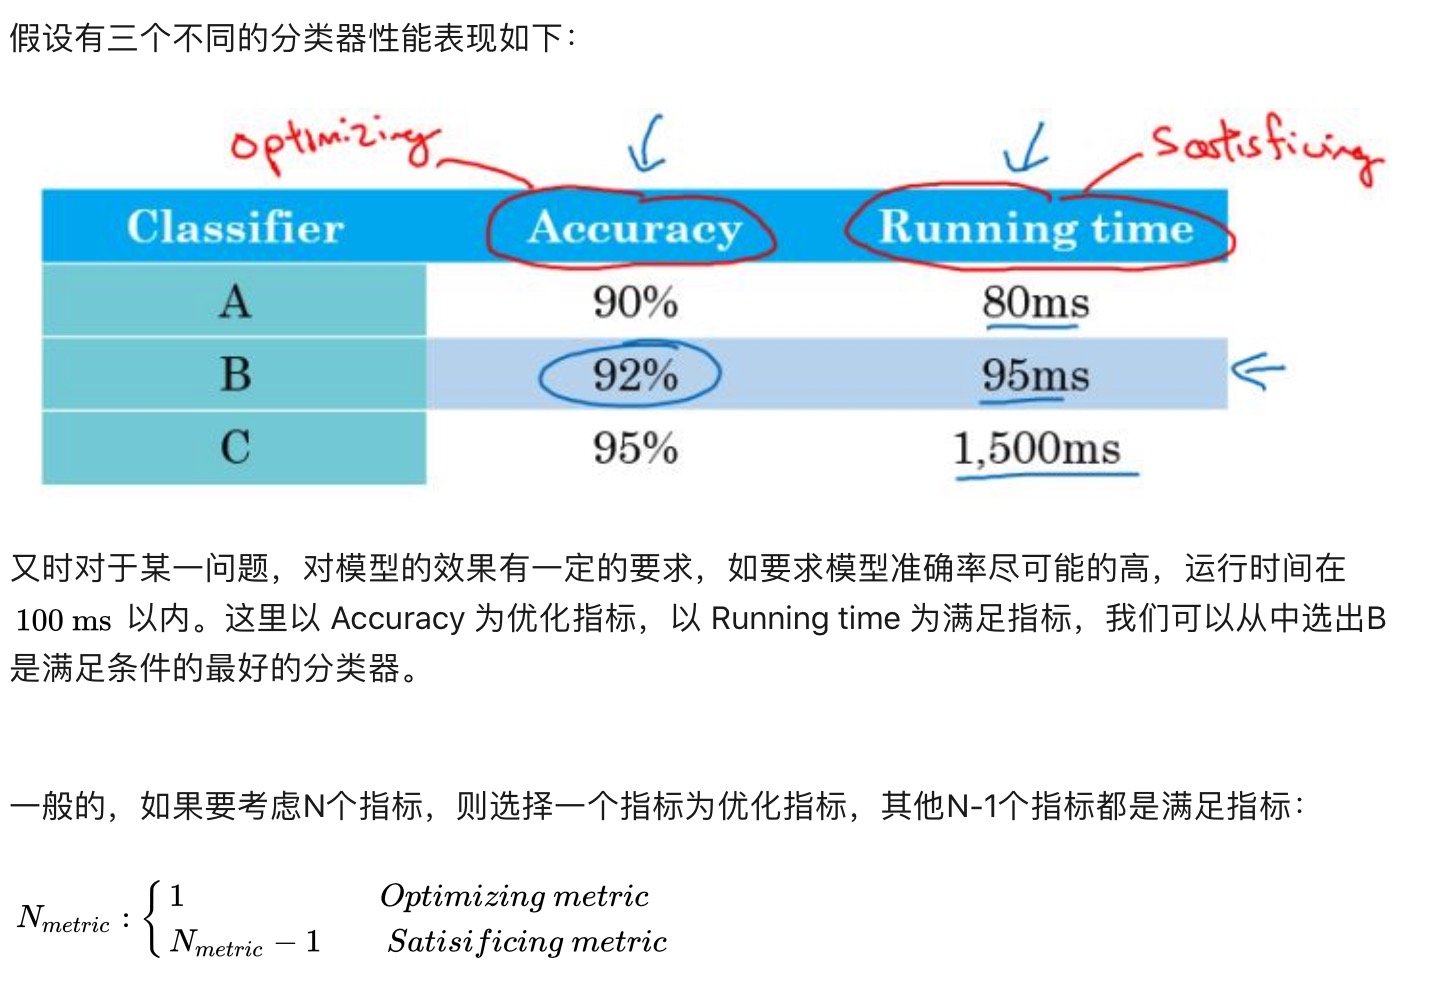 假设有三个不同的分类器性能表现如下：
optimizing
Satisficing
Classifier Accuracy Running time
A 90% 80ms
B 92% 95ms
C 95% 1,500ms
又时对于某一问题，对模型的效果有一定的要求，如要求模型准确率尽可能的高，运行时间在
100 ms 以内。这里以 Accuracy 为优化指标，以 Running time 为满足指标，我们可以从中选出B
是满足条件的最好的分类器。
一般的，如果要考虑N个指标，则选择一个指标为优化指标，其他N-1个指标都是满足指标：
N_{metric} : { 1 Optimizing metric
N_{metric} − 1 Satisificing metric